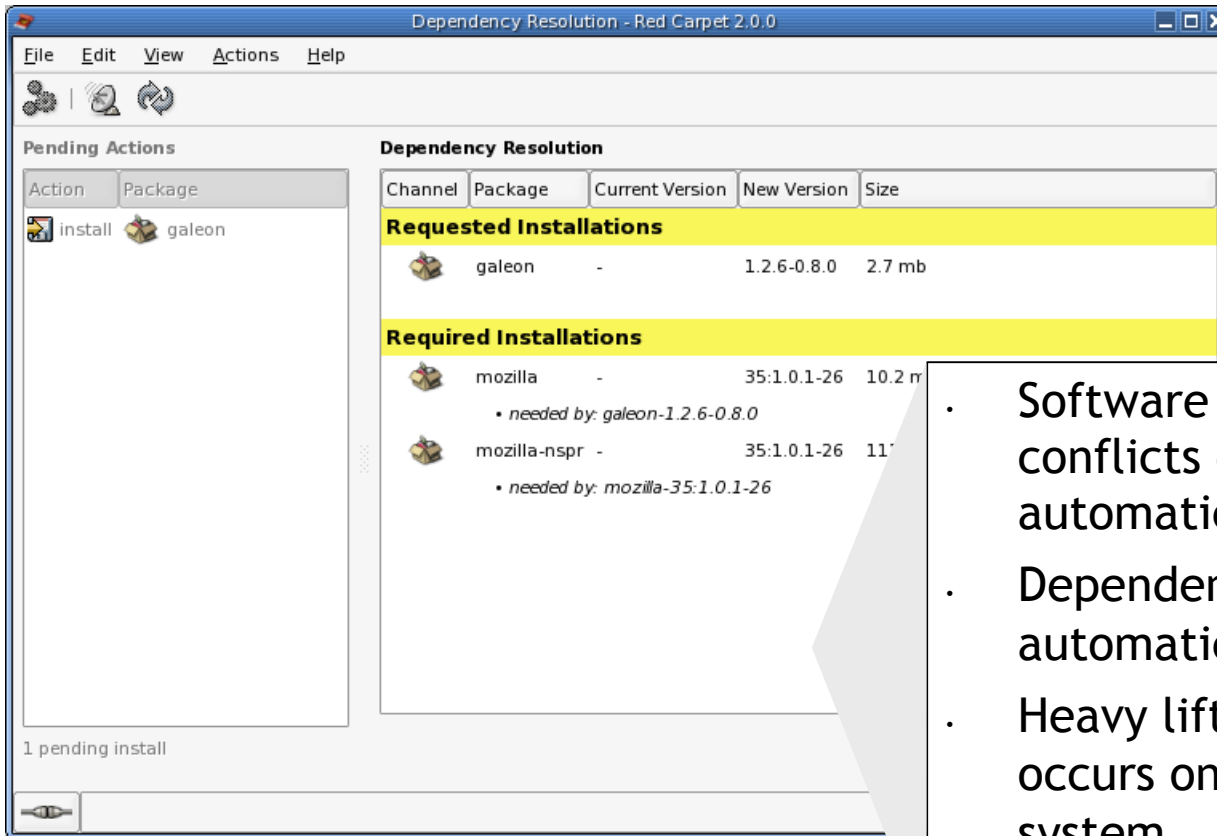 Dependency Resolution - Red Carpet 2.0.0
File Edit View Actions Help
Pending Actions
Action Package
install galeon
1 pending install
Dependency Resolution
Channel Package Current Version New Version Size
Requested Installations
galeon - 1.2.6-0.8.0 2.7 mb
Required Installations
mozilla - 35:1.0.1-26 10.2
• needed by: galeon-1.2.6-0.8.0
mozilla-nspr - 35:1.0.1-26
• needed by: mozilla-35:1.0.1-26
• Software
conflicts
•
• Heavy
occurs on
system